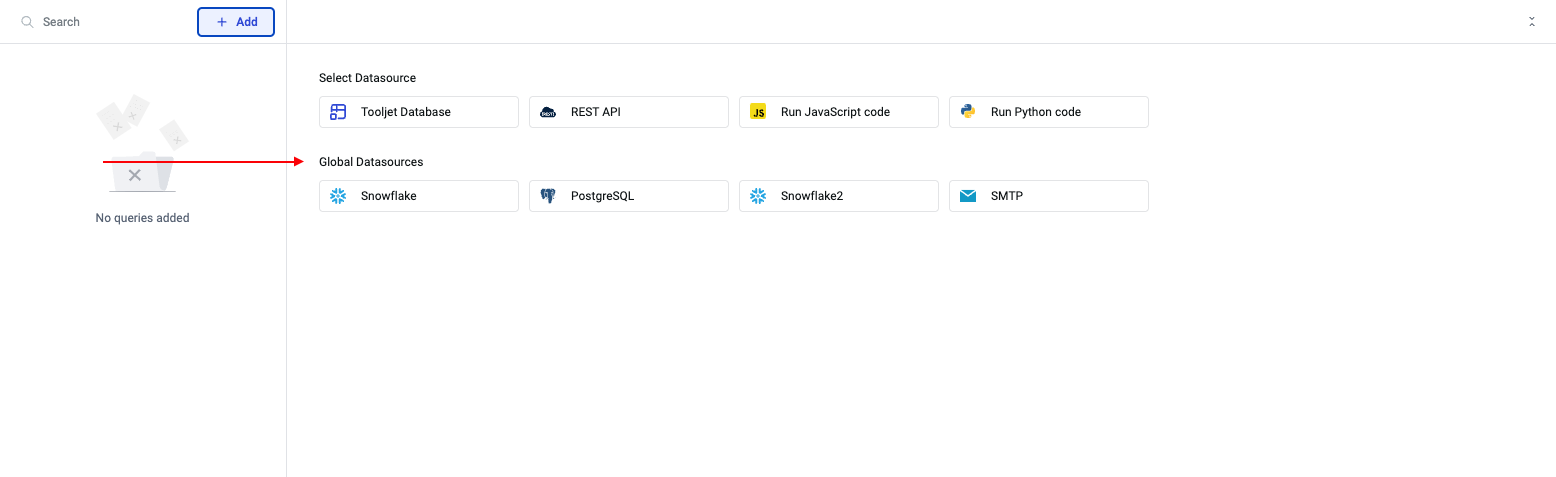 Search
Add
Select Datasource
Tooljet Database
REST API
JS
Run JavaScript code
Run Python code
Global Datasources
Snowflake
PostgreSQL
Snowflake2
SMTP
No queries added